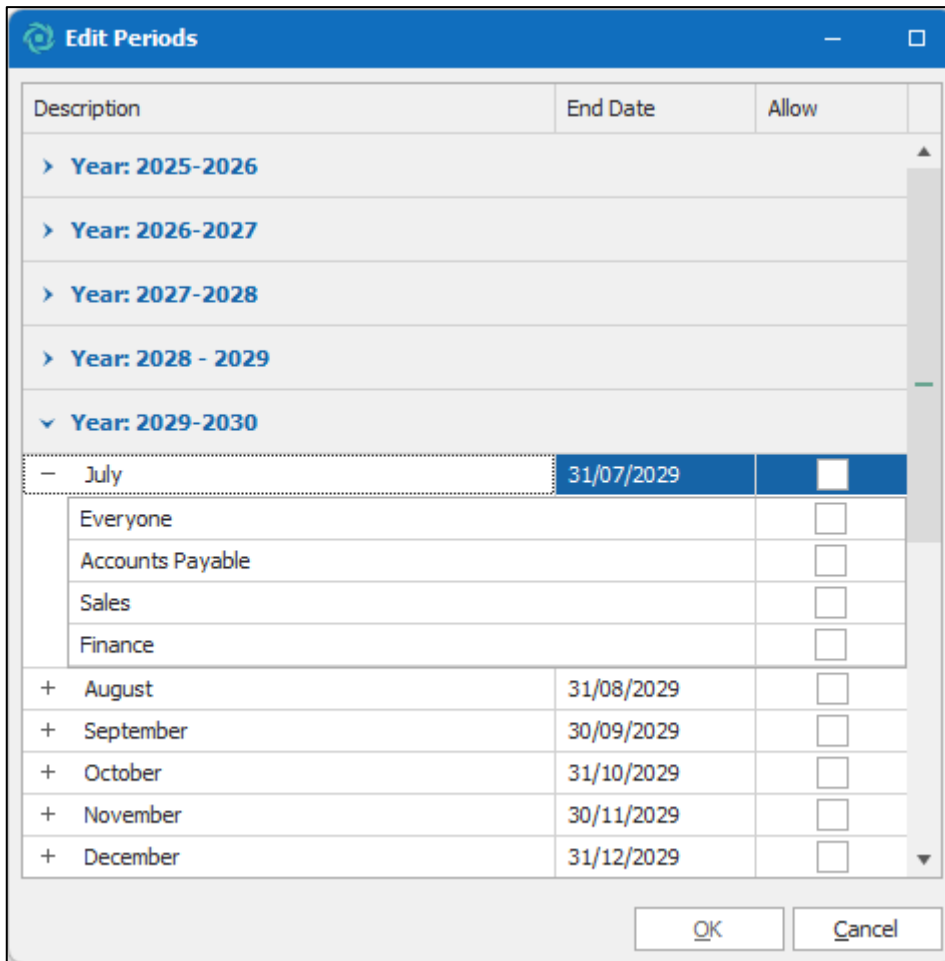 Edit Periods
Description End Date Allow
Year: 2025-2026
Year: 2026-2027
Year: 2027-2028
Year: 2028 - 2029
Year: 2029-2030
July 31/07/2029
Everyone
Accounts Payable
Sales
Finance
August 31/08/2029
September 30/09/2029
October 31/10/2029
November 30/11/2029
December 31/12/2029
OK Cancel